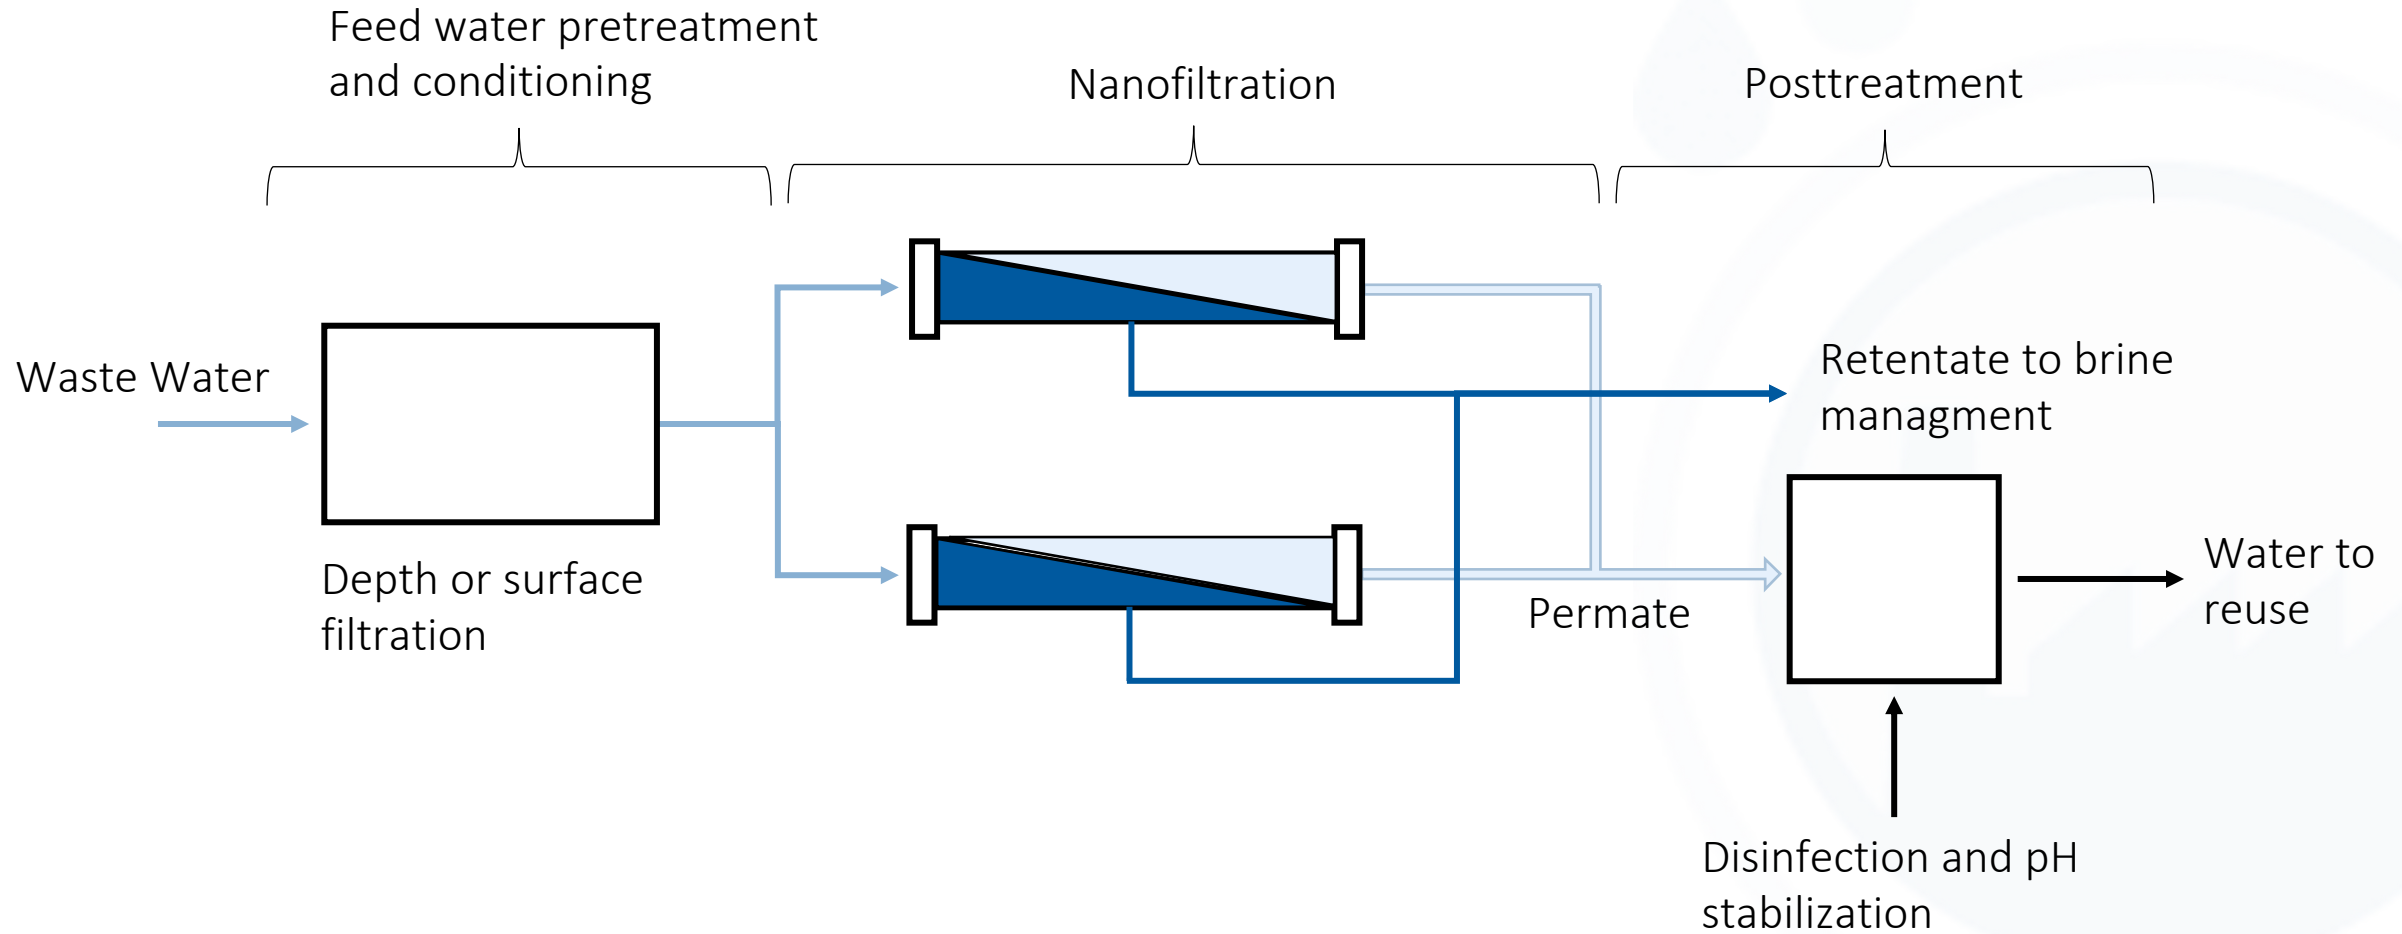 Feed water pretreatment
and conditioning
Nanofiltration
Posttreatment
Waste Water
Retentate to brine
managment
Depth or surface
filtration
Permate
Water to
reuse
Disinfection and pH
stabilization